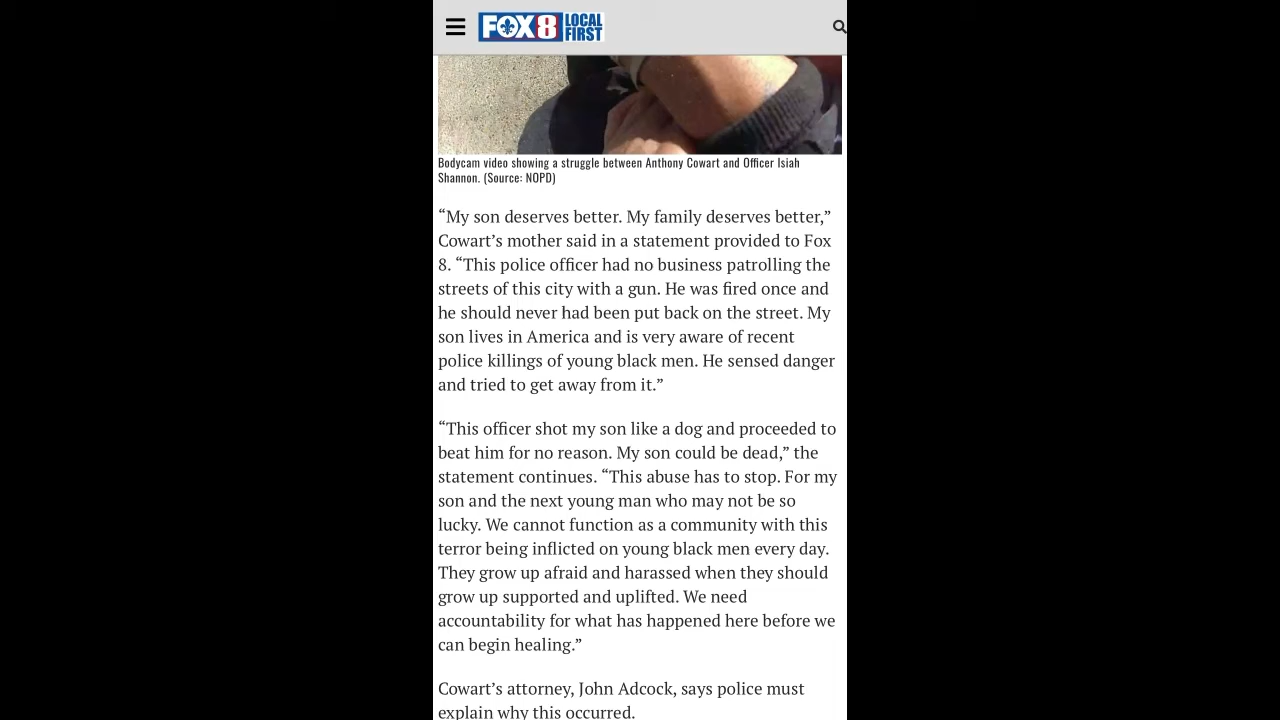 FOX 8 LOCAL
FIRST
Bodycam video showing a struggle between Anthony Cowart and Officer Isiah
Shannon. (Source: NOPD)
“My son deserves better. My family deserves better,”
Cowart’s mother said in a statement provided to Fox
8. “This police officer had no business patrolling the
streets of this city with a gun. He was fired once and
he should never had been put back on the street. My
son lives in America and is very aware of recent
police killings of young black men. He sensed danger
and tried to get away from it.”
“This officer shot my son like a dog and proceeded to
beat him for no reason. My son could be dead,” the
statement continues. “This abuse has to stop. For my
son and the next young man who may not be so
lucky. We cannot function as a community with this
terror being inflicted on young black men every day.
They grow up afraid and harassed when they should
grow up supported and uplifted. We need
accountability for what has happened here before we
can begin healing.”
Cowart’s attorney, John Adcock, says police must
explain why this occurred.